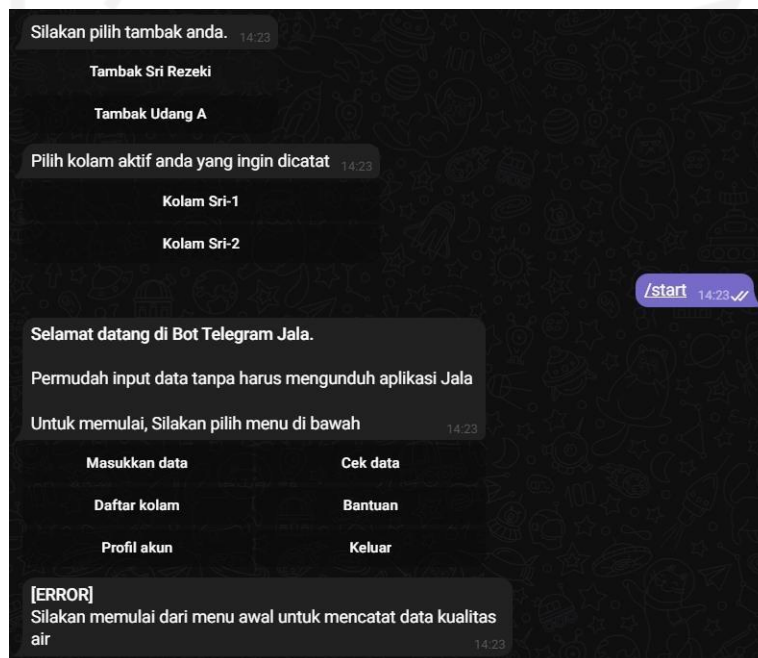 Silakan pilih tambak anda. 14:23
Tambak Sri Rezeki
Tambak Udang A
Pilih kolam aktif anda yang ingin dicatat 14:23
Kolam Sri-1
Kolam Sri-2
/start 14:23
Selamat datang di Bot Telegram Jala.
Permudah input data tanpa harus mengunduh aplikasi Jala
Untuk memulai, Silakan pilih menu di bawah 14:23
Masukkan data Cek data
Daftar kolam Bantuan
Profil akun Keluar
[ERROR]
Silakan memulai dari menu awal untuk mencatat data kualitas
air 14:23